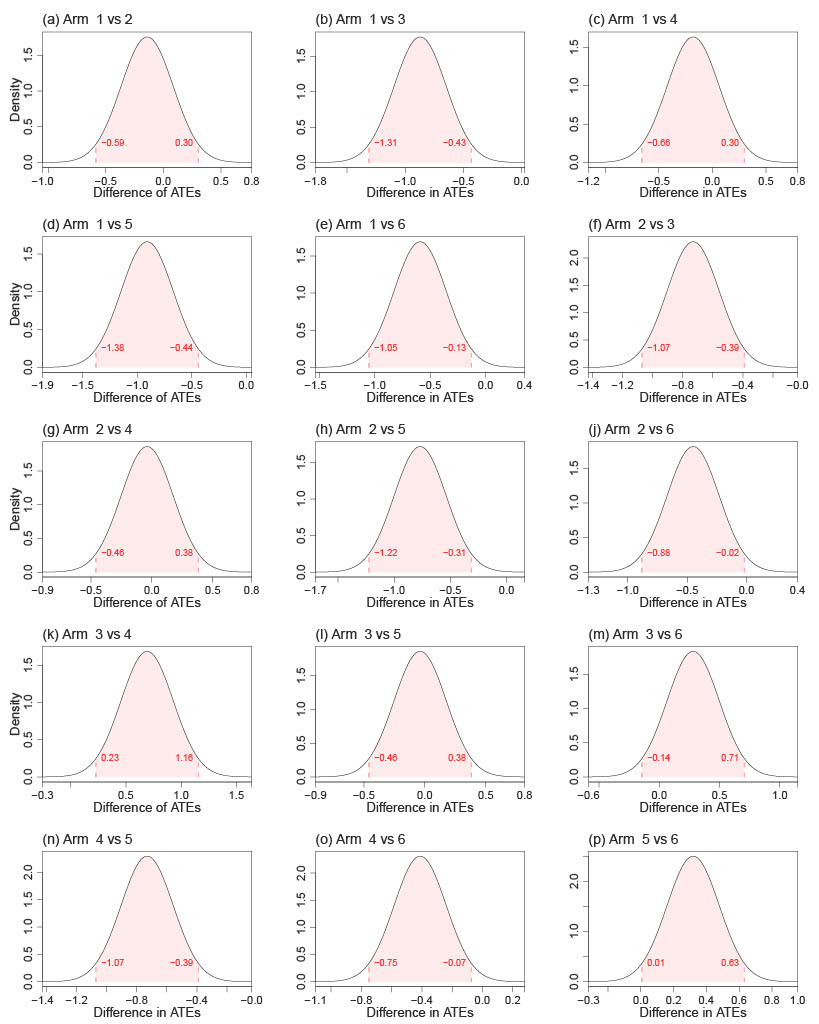 (a) Arm 1 vs 2
(b) Arm 1 vs 3
(c) Arm 1 vs 4
Density
0.0 0.5 1.0 1.5
−0.59 0.30
−1.0 −0.5 0.0 0.5 0.8
Difference of ATEs
0.0 0.5 1.0 1.5
−1.31 −0.43
−1.8 −1.0 −0.5 0.0
Difference in ATEs
0.0 0.5 1.0 1.5
−0.66 0.30
−1.2 −0.5 0.0 0.5 0.8
Difference in ATEs
(d) Arm 1 vs 5
(e) Arm 1 vs 6
(f) Arm 2 vs 3
Density
0.0 0.5 1.0 1.5
−1.38 −0.44
−1.9 −1.5 −1.0 −0.5 0.0
Difference of ATEs
0.0 0.5 1.0 1.5
−1.05 −0.13
−1.5 −1.0 −0.5 0.0 0.4
Difference in ATEs
0.0 0.5 1.0 1.5 2.0
−1.07 −0.39
−1.4 −1.2 −0.8 −0.4 −0.0
Difference in ATEs
(g) Arm 2 vs 4
(h) Arm 2 vs 5
(j) Arm 2 vs 6
Density
0.0 0.5 1.0 1.5
−0.46 0.38
−0.9 −0.5 0.0 0.5 0.8
Difference of ATEs
0.0 0.5 1.0 1.5
−1.22 −0.31
−1.7 −1.0 −0.5 0.0
Difference in ATEs
0.0 0.5 1.0 1.5
−0.88 −0.02
−1.3 −1.0 −0.5 0.0 0.4
Difference in ATEs
(k) Arm 3 vs 4
(l) Arm 3 vs 5
(m) Arm 3 vs 6
Density
0.0 0.5 1.0 1.5
0.23 1.16
−0.3 0.5 1.0 1.5
Difference of ATEs
0.0 0.5 1.0 1.5
−0.46 0.38
−0.9 −0.5 0.0 0.5 0.8
Difference in ATEs
0.0 0.5 1.0 1.5
−0.14 0.71
−0.6 0.0 0.5 1.0
Difference in ATEs
(n) Arm 4 vs 5
(o) Arm 4 vs 6
(p) Arm 5 vs 6
0.0 0.5 1.0 2.0
−1.07 −0.39
−1.4 −1.2 −0.8 −0.4 −0.0
Difference in ATEs
0.0 0.5 1.0 1.5 2.0
−0.75 −0.07
−1.1 −0.8 −0.4 0.0 0.2
Difference in ATEs
0.0 0.5 1.0 2.0
0.01 0.63
−0.3 0.0 0.2 0.4 0.6 0.8 1.0
Difference in ATEs